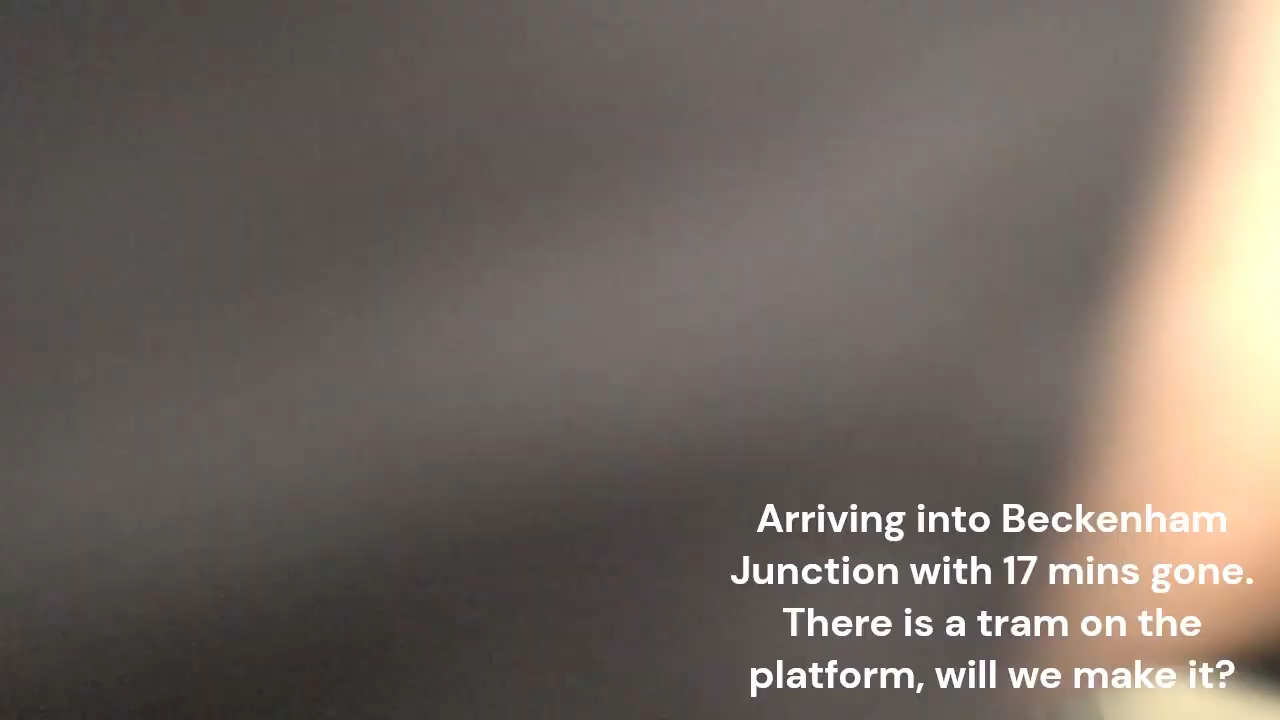 Arriving into Beckenham
Junction with 17 mins gone.
There is a tram on the
platform, will we make it?